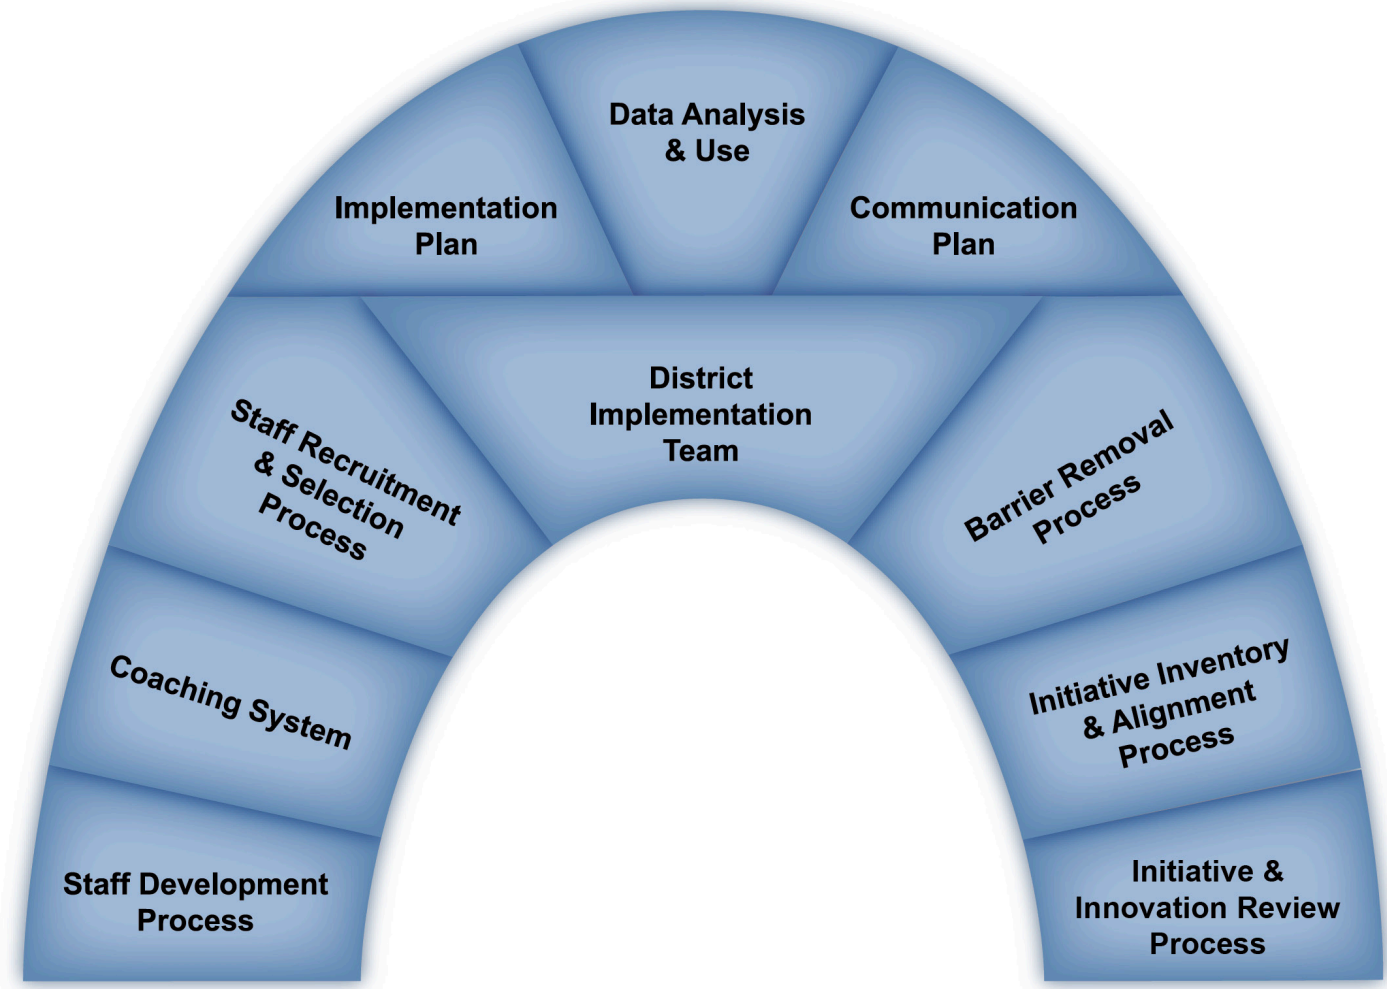 Data Analysis
& Use
Implementation
Plan
Communication
Plan
District
Implementation
Team
Staff Recruitment
& Selection
Process
Barrier Removal
Process
Coaching System
Initiative Inventory
& Alignment
Process
Staff Development
Process
Initiative &
Innovation Review
Process